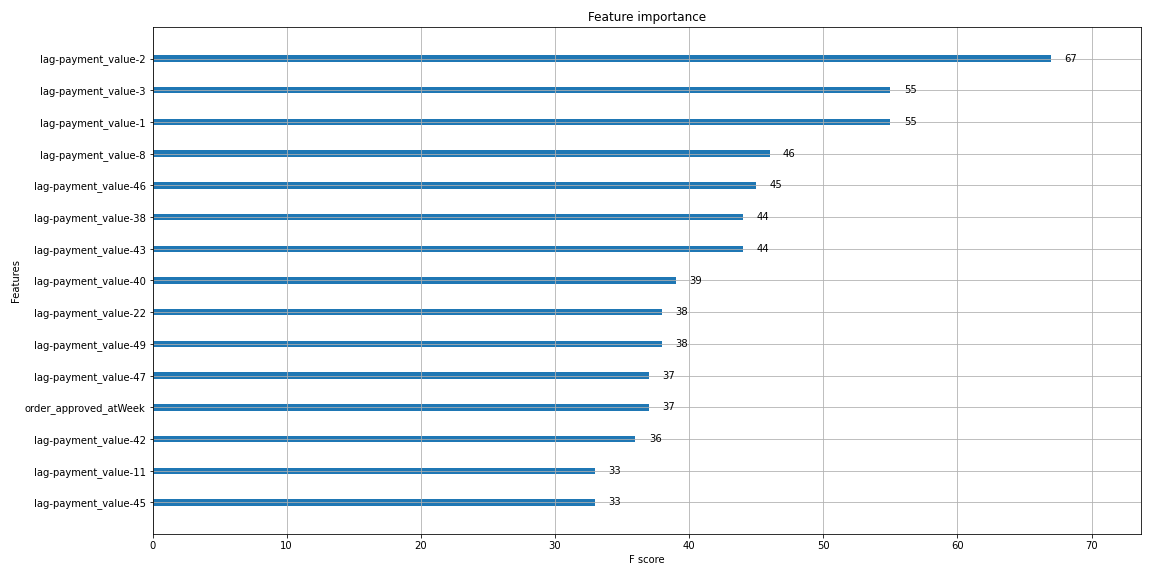 Feature importance
lag-payment_value-2 67
lag-payment_value-3 55
lag-payment_value-1 55
lag-payment_value-8 46
lag-payment_value-46 45
lag-payment_value-38 44
lag-payment_value-43 44
lag-payment_value-40 39
lag-payment_value-22 38
lag-payment_value-49 38
lag-payment_value-47 37
order_approved_atWeek 37
lag-payment_value-42 36
lag-payment_value-11 33
lag-payment_value-45 33
Features
0 10 20 30 40 50 60 70
F score